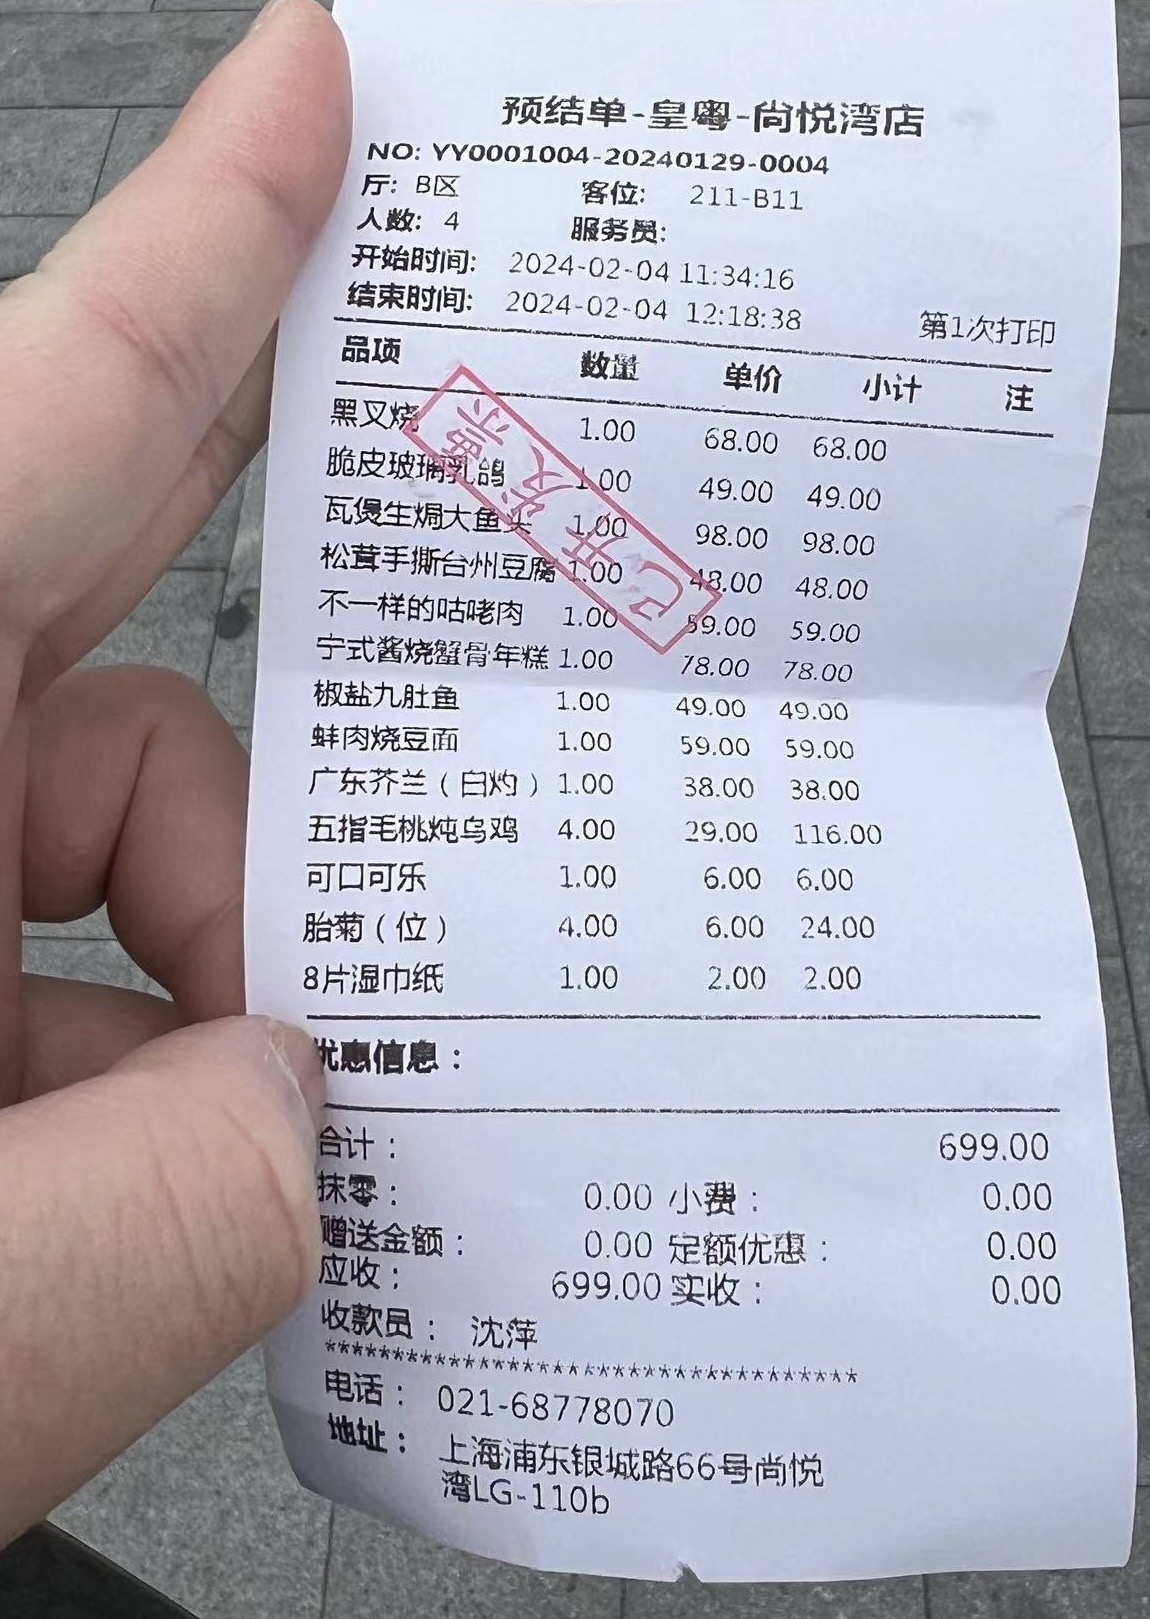 预结单-皇粤-尚悦湾店
NO: YY0001004-20240129-0004
厅: B区 客位: 211-B11
人数: 4 服务员:
开始时间: 2024-02-04 11:34:16
结束时间: 2024-02-04 12:18:38 第1次打印
品项 数量 单价 小计 注
黑叉烧 1.00 68.00 68.00
脆皮玻璃乳鸽 1.00 49.00 49.00
瓦煲生焗大鱼头 1.00 98.00 98.00
松茸手撕台州豆腐 1.00 48.00 48.00
不一样的咕咾肉 1.00 59.00 59.00
宁式酱烧蟹骨年糕 1.00 78.00 78.00
椒盐九肚鱼 1.00 49.00 49.00
蚌肉烧豆面 1.00 59.00 59.00
广东芥兰（白灼） 1.00 38.00 38.00
五指毛桃炖乌鸡 4.00 29.00 116.00
可口可乐 1.00 6.00 6.00
胎菊（位） 4.00 6.00 24.00
8片湿巾纸 1.00 2.00 2.00
已开发票
优惠信息：
合计： 699.00
抹零： 0.00 小费： 0.00
赠送金额： 0.00 定额优惠： 0.00
应收： 699.00 实收： 0.00
收款员： 沈萍
************************************
电话： 021-68778070
地址： 上海浦东银城路66号尚悦
湾LG-110b